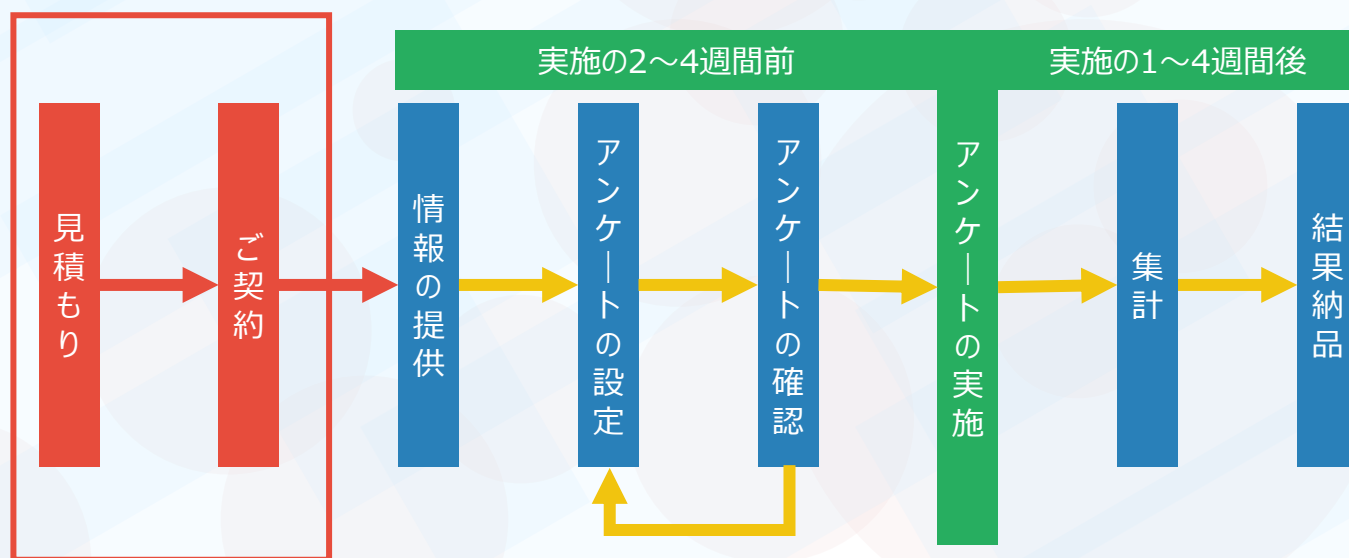 実施の2～4週間前
実施の1～4週間後
見積もり
ご契約
情報の提供
アンケートの設定
アンケートの確認
アンケートの実施
集計
結果納品